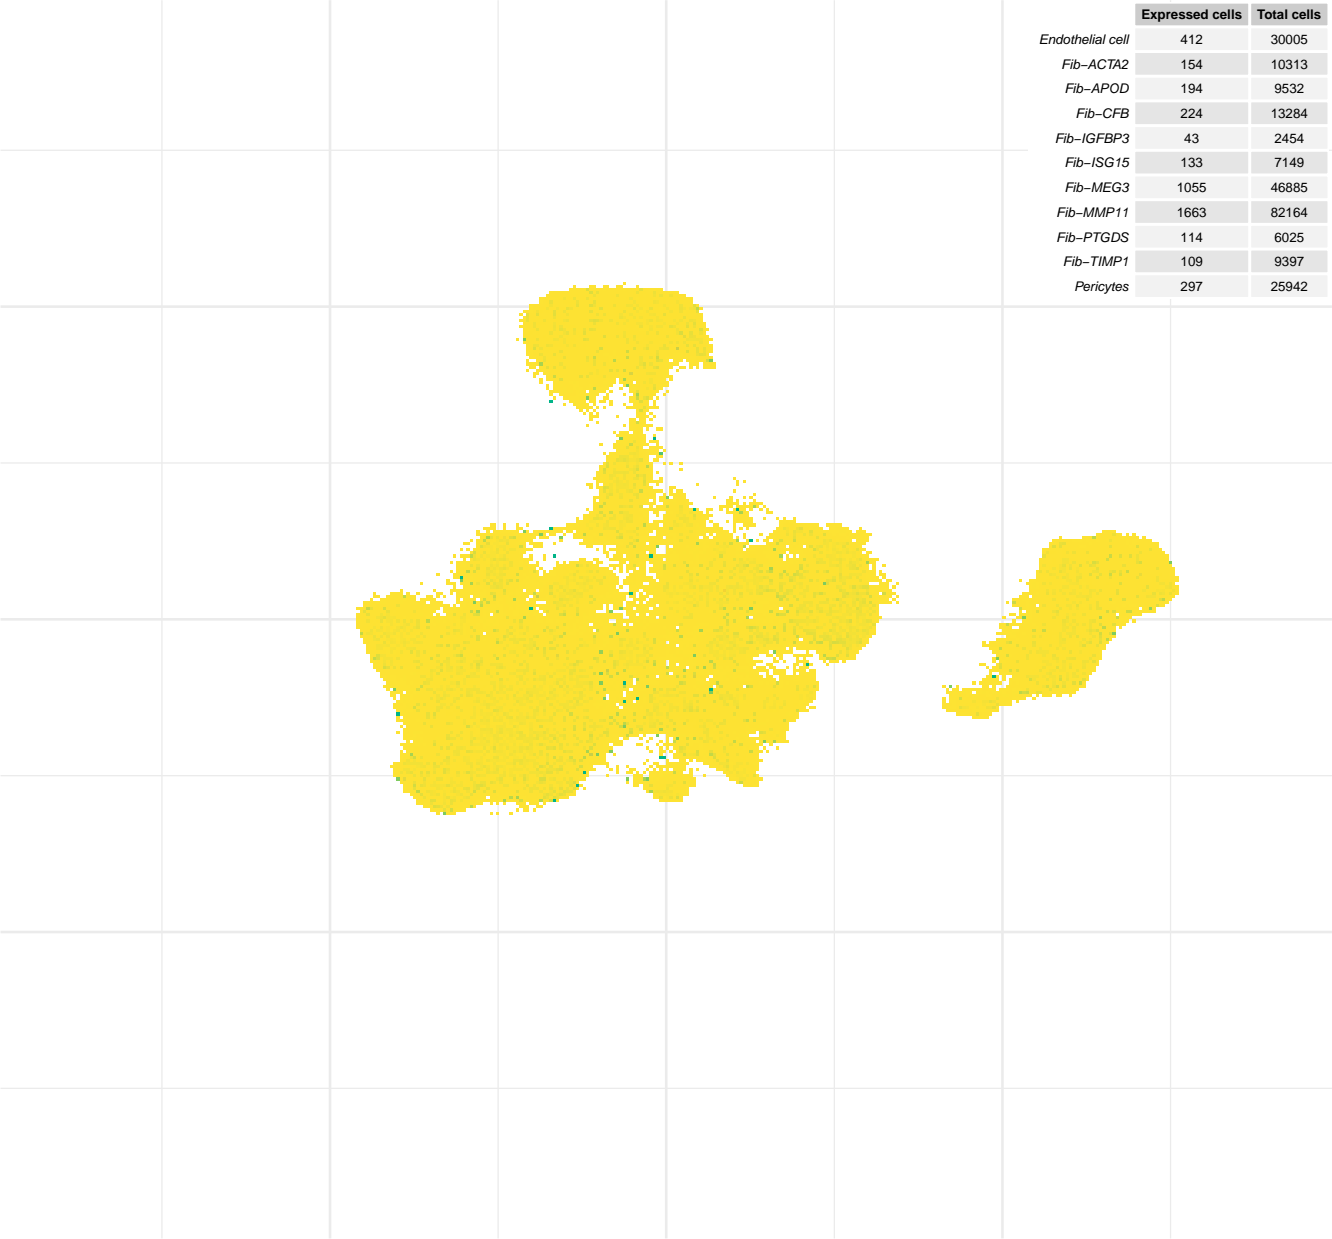 Expressed cells Total cells
Endothelial cell 412 30005
Fib−ACTA2 154 10313
Fib−APOD 194 9532
Fib−CFB 224 13284
Fib−IGFBP3 43 2454
Fib−ISG15 133 7149
Fib−MEG3 1055 46885
Fib−MMP11 1663 82164
Fib−PTGDS 114 6025
Fib−TIMP1 109 9397
Pericytes 297 25942